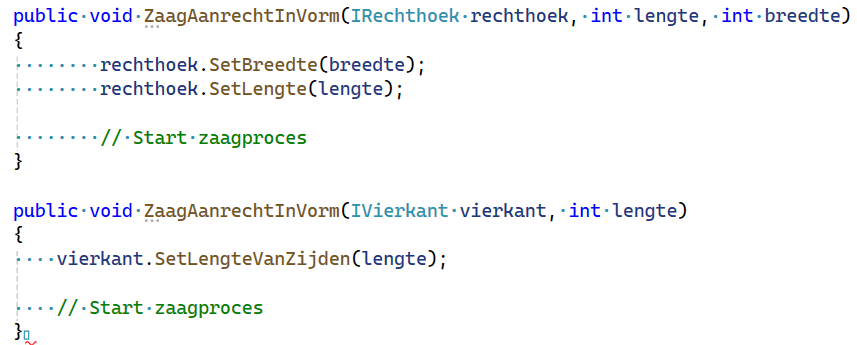 public void ZaagAanrechtInVorm(IRechthoek rechthoek, int lengte, int breedte)
{
        rechthoek.SetBreedte(breedte);
        rechthoek.SetLengte(lengte);

        // Start zaagproces
}

public void ZaagAanrechtInVorm(IVierkant vierkant, int lengte)
{
    vierkant.SetLengteVanZijden(lengte);

    // Start zaagproces
}